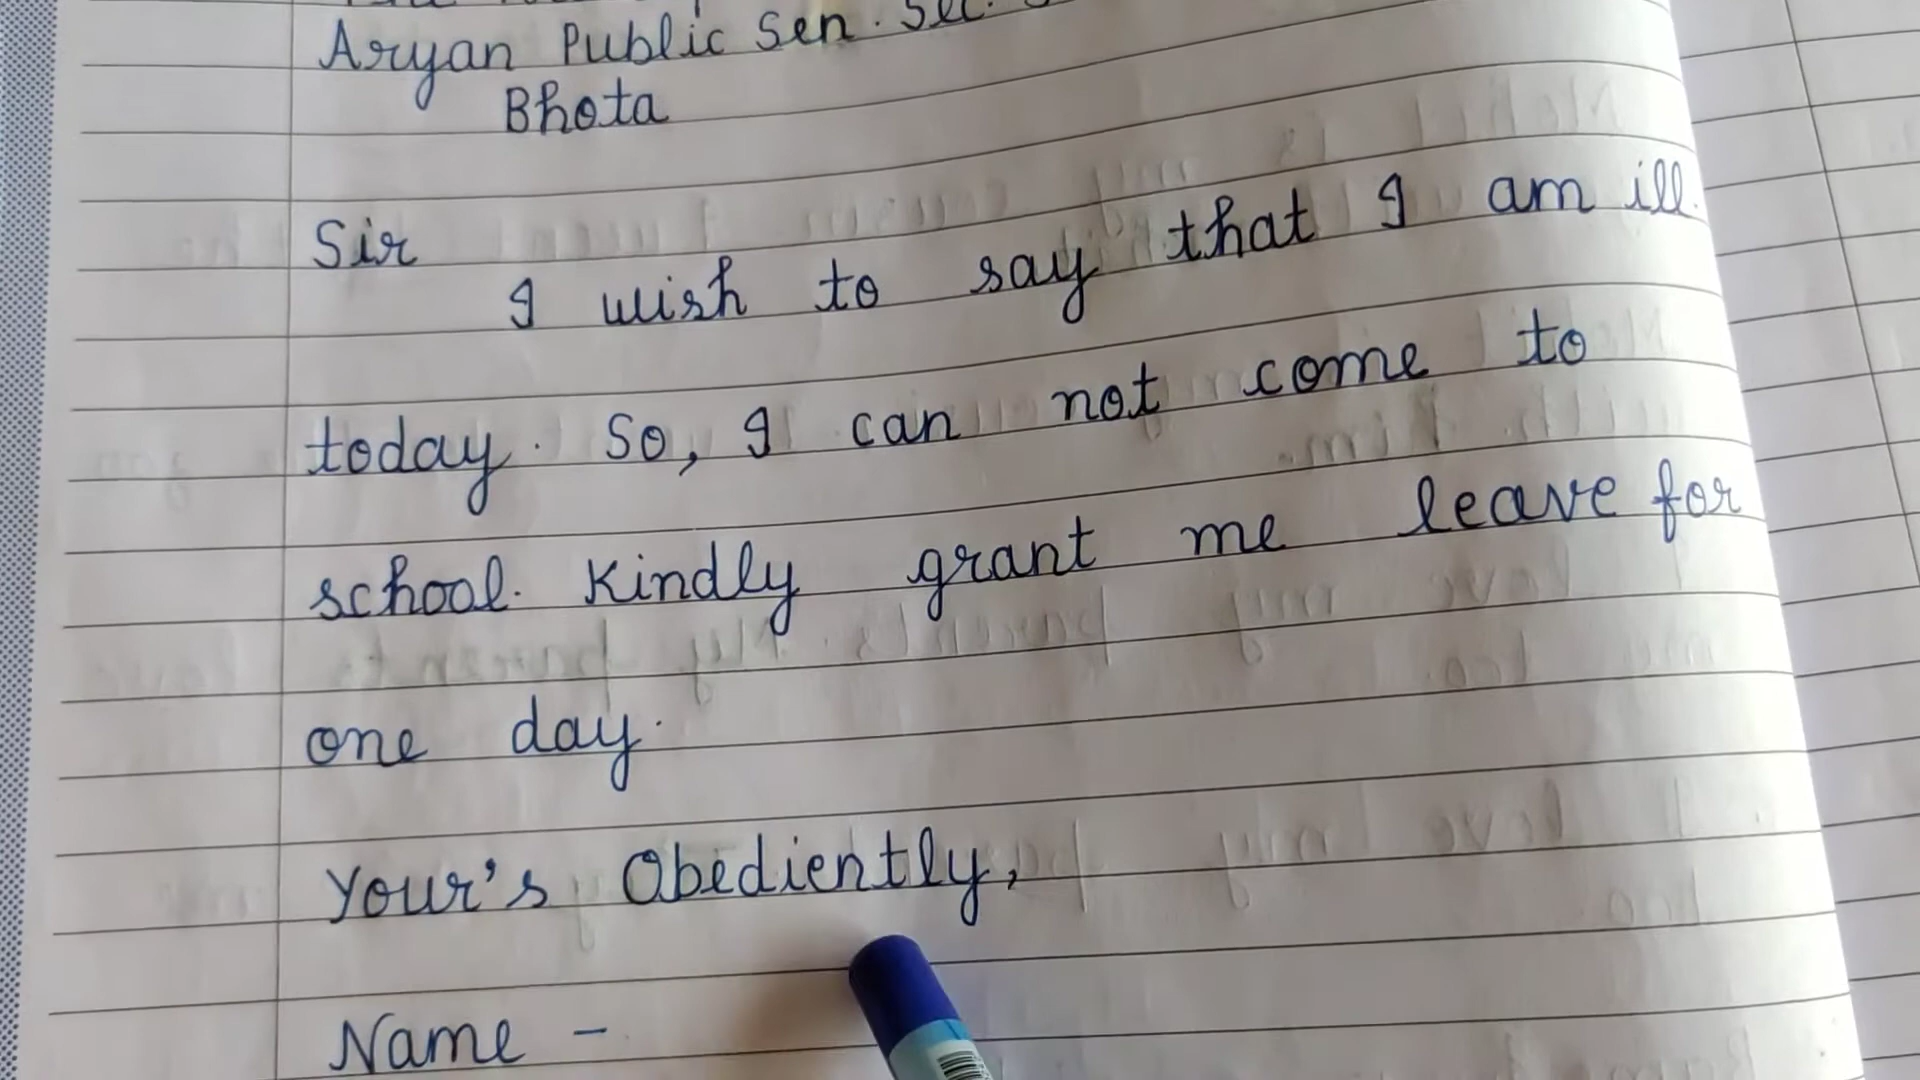 Aryan Public Sen. Sec.
Bhota
Sir
I wish to say that I am ill
today. So, I can not come to
school. Kindly grant me leave for
one day.
Your's Obediently,
Name -